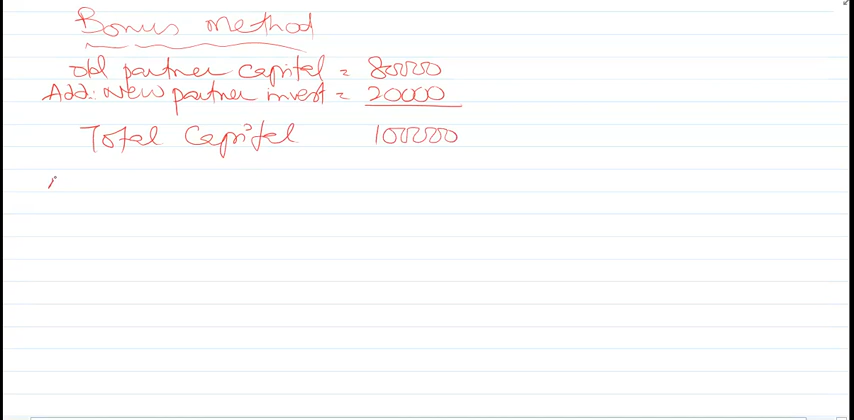 Bonus method
Old partner capital = 80000
Add: New partner invest = 20000
Total Capital 100000